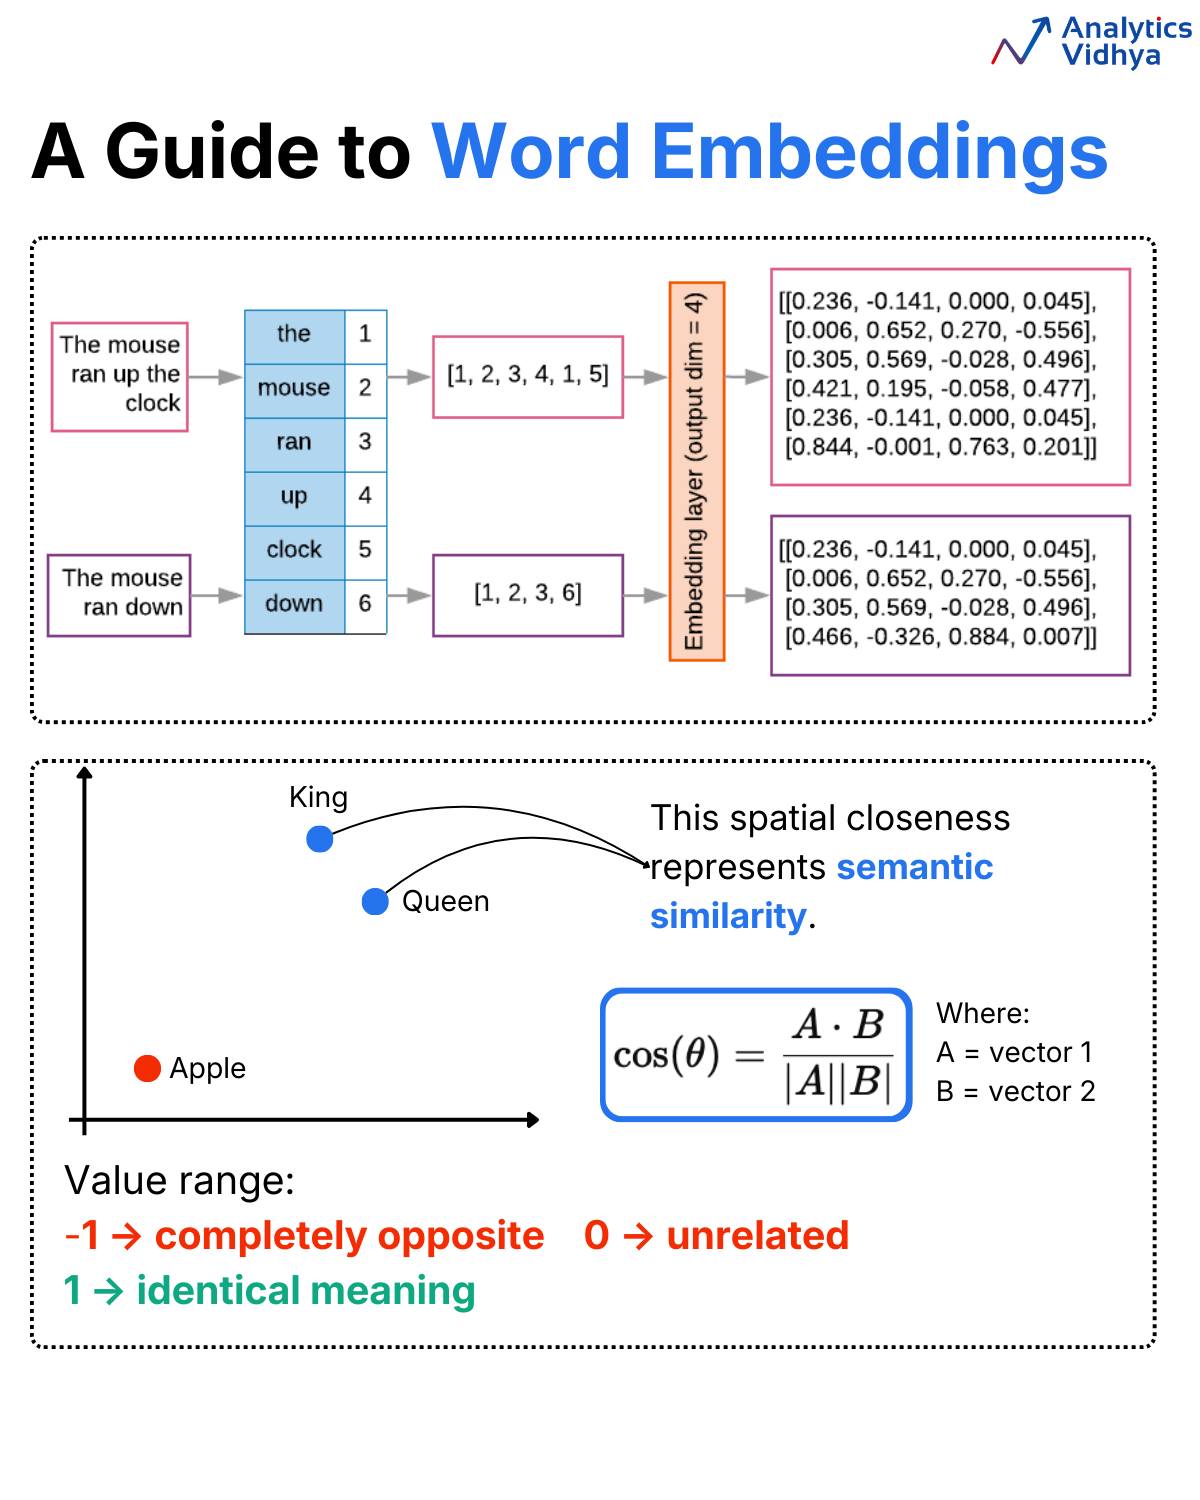 Analytics
Vidhya
A Guide to Word Embeddings
The mouse
ran up the
clock
the 1
mouse 2
ran 3
up 4
clock 5
down 6
[1, 2, 3, 4, 1, 5]
Embedding layer (output dim = 4)
[[0.236, -0.141, 0.000, 0.045],
[0.006, 0.652, 0.270, -0.556],
[0.305, 0.569, -0.028, 0.496],
[0.421, 0.195, -0.058, 0.477],
[0.236, -0.141, 0.000, 0.045],
[0.844, -0.001, 0.763, 0.201]]
The mouse
ran down
[1, 2, 3, 6]
[[0.236, -0.141, 0.000, 0.045],
[0.006, 0.652, 0.270, -0.556],
[0.305, 0.569, -0.028, 0.496],
[0.466, -0.326, 0.884, 0.007]]
King
Queen
Apple
This spatial closeness
represents semantic
similarity.
cos(θ) = A · B / |A||B|
Where:
A = vector 1
B = vector 2
Value range:
-1 → completely opposite 0 → unrelated
1 → identical meaning